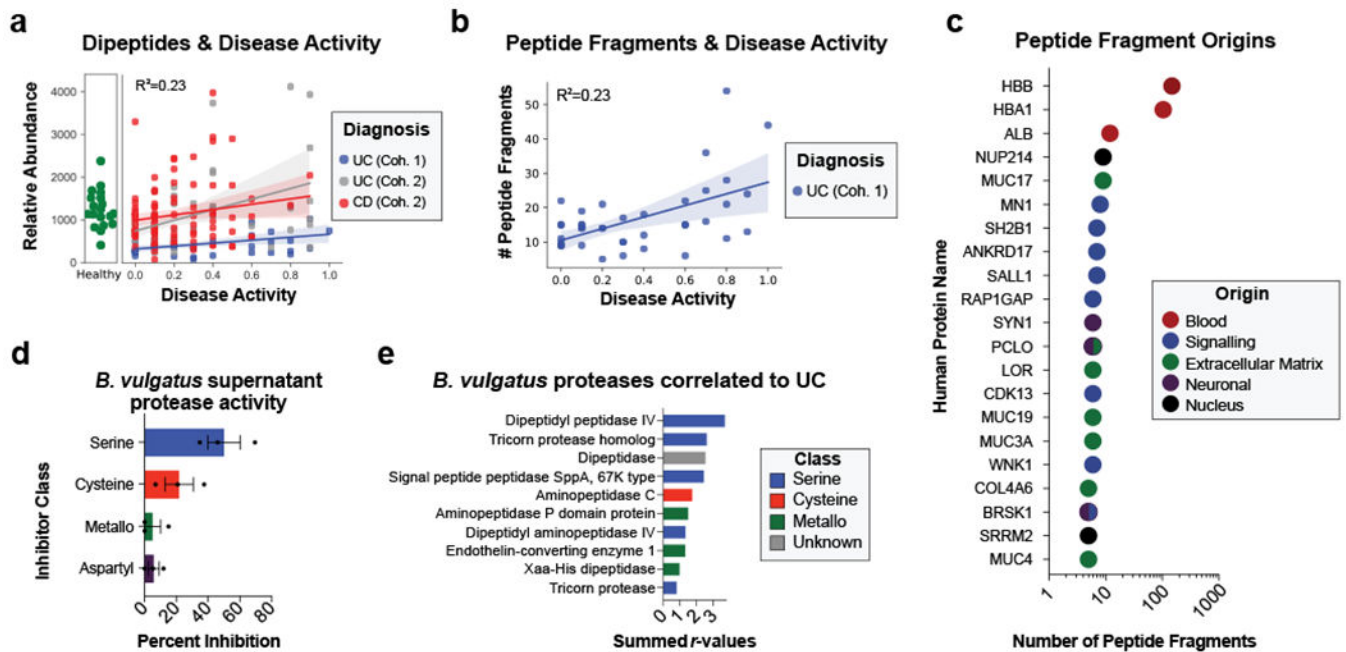 a
Dipeptides & Disease Activity
R²=0.23
Relative Abundance
4000
3000
2000
1000
0
Healthy
0.0 0.2 0.4 0.6 0.8 1.0
Disease Activity
Diagnosis
UC (Coh. 1)
UC (Coh. 2)
CD (Coh. 2)
b
Peptide Fragments & Disease Activity
R²=0.23
# Peptide Fragments
50
40
30
20
10
0.0 0.2 0.4 0.6 0.8 1.0
Disease Activity
Diagnosis
UC (Coh. 1)
c
Peptide Fragment Origins
Human Protein Name
HBB
HBA1
ALB
NUP214
MUC17
MN1
SH2B1
ANKRD17
SALL1
RAP1GAP
SYN1
PCLO
LOR
CDK13
MUC19
MUC3A
WNK1
COL4A6
BRSK1
SRRM2
MUC4
1 10 100 1000
Number of Peptide Fragments
Origin
Blood
Signalling
Extracellular Matrix
Neuronal
Nucleus
d
B. vulgatus supernatant
protease activity
Inhibitor Class
Serine
Cysteine
Metallo
Aspartyl
0 20 40 60 80
Percent Inhibition
e
B. vulgatus proteases correlated to UC
Dipeptidyl peptidase IV
Tricorn protease homolog
Dipeptidase
Signal peptide peptidase SppA, 67K type
Aminopeptidase C
Aminopeptidase P domain protein
Dipeptidyl aminopeptidase IV
Endothelin-converting enzyme 1
Xaa-His dipeptidase
Tricorn protease
0 1 2 3
Summed r-values
Class
Serine
Cysteine
Metallo
Unknown